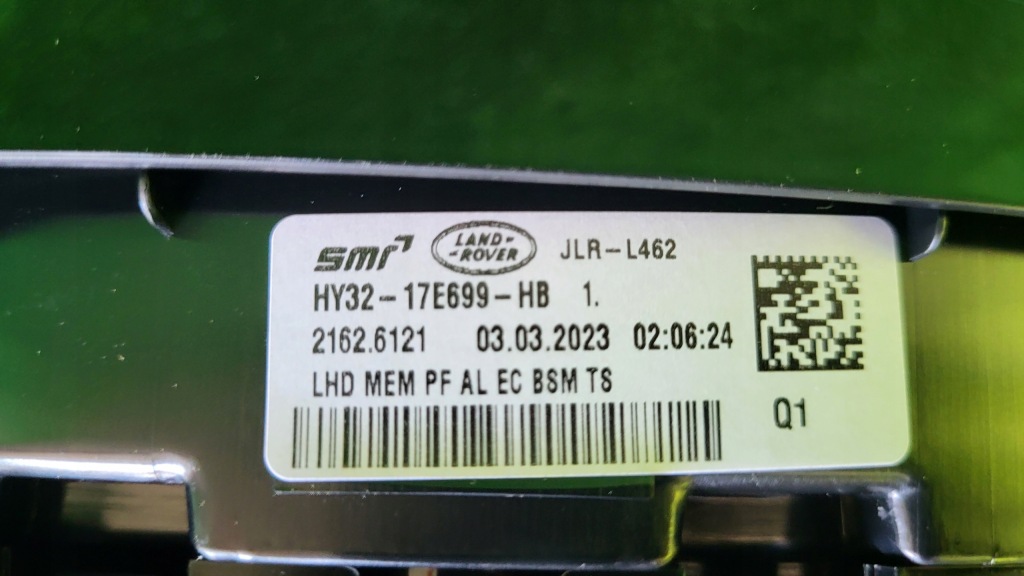 smr LAND-ROVER JLR-L462
HY32-17E699-HB 1.
2162.6121 03.03.2023 02:06:24
LHD MEM PF AL EC BSM TS
Q1